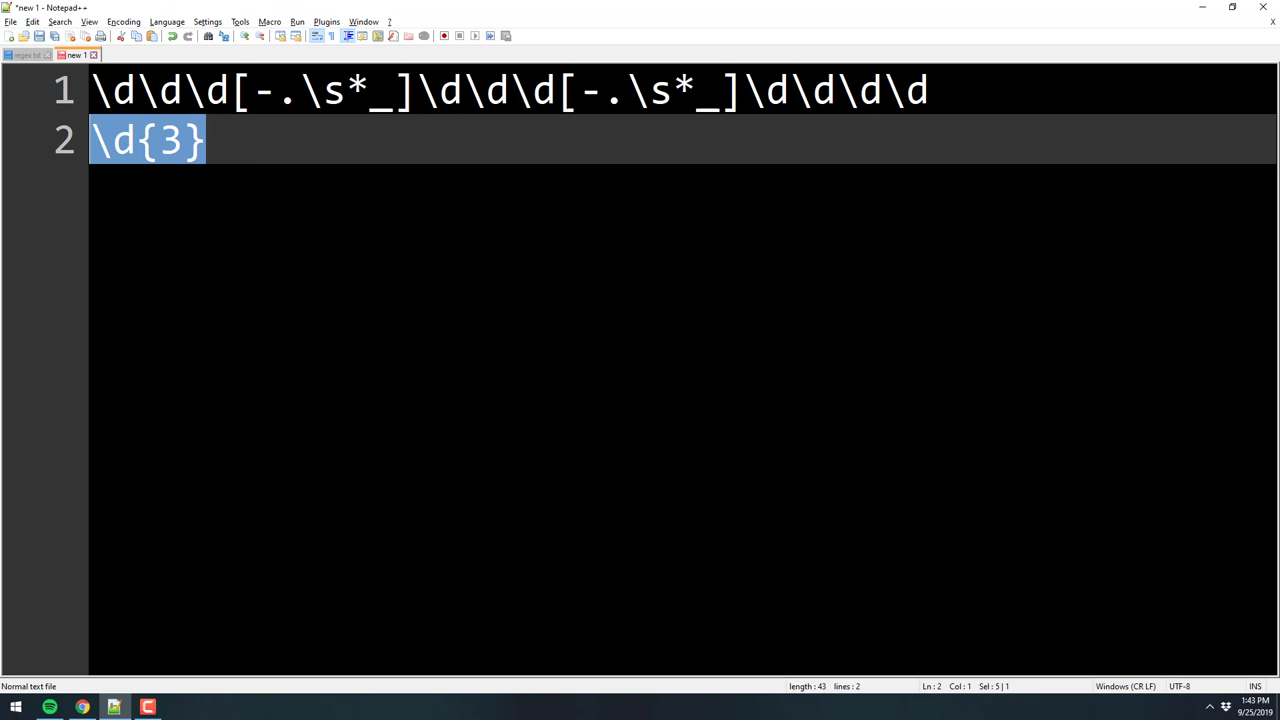 *new 1 - Notepad++
File Edit Search View Encoding Language Settings Tools Macro Run Plugins Window ?
X
regex.txt new 1
1 \d\d\d[-.\s*_]\d\d\d[-.\s*_]\d\d\d\d
2 \d{3}
Normal text file length : 43 lines : 2 Ln : 2 Col : 1 Sel : 5 | 1 Windows (CR LF) UTF-8 INS
1:43 PM
9/25/2019